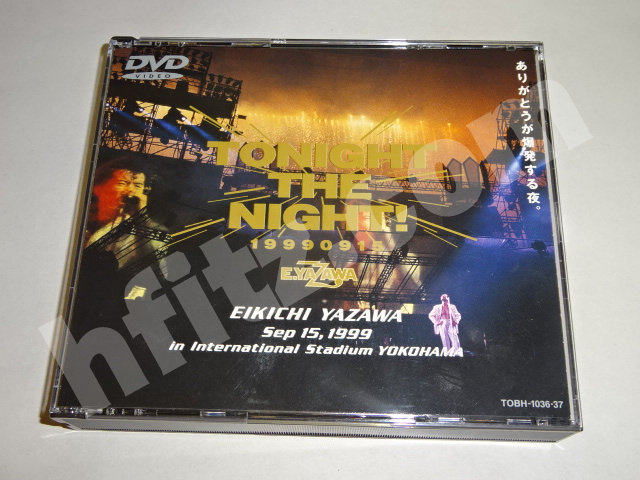 DVD
VIDEO
ありがとうが爆発する夜。
TONIGHT
THE
NIGHT!
19990915
E.YAZAWA
EIKICHI YAZAWA
Sep 15, 1999
In International Stadium YOKOHAMA
TOBH-1036-37